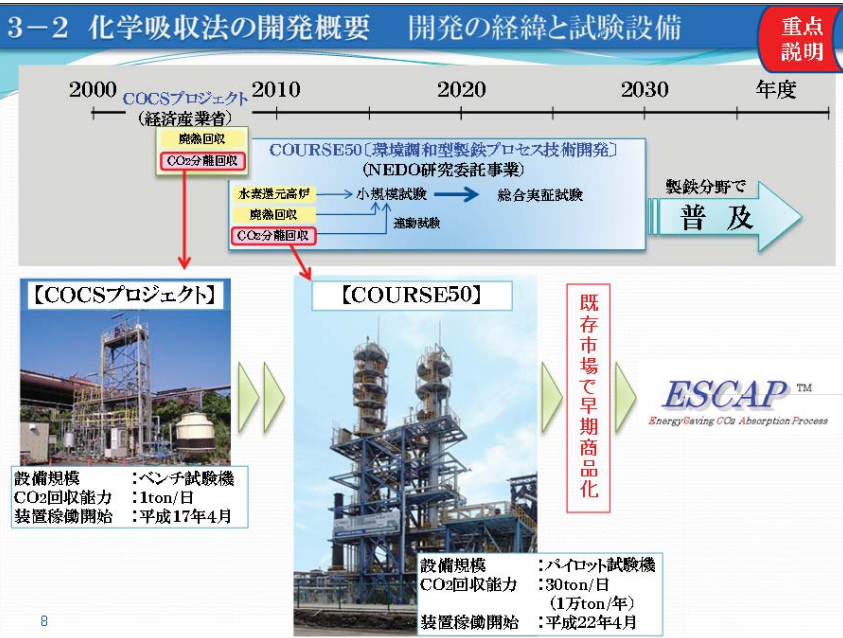 3－2 化学吸収法の開発概要 開発の経緯と試験設備
重点
説明
2000
2010
2020
2030
年度
COCSプロジェクト
(経済産業省)
廃熱回収
CO2分離回収
COURSE50〔環境調和型製鉄プロセス技術開発〕
(NEDO研究委託事業)
水素還元高炉
小規模試験
総合実証試験
廃熱回収
連動試験
CO2分離回収
製鉄分野で
普 及
【COCSプロジェクト】
【COURSE50】
既存市場で早期商品化
ESCAP TM
EnergySaving CO2 Absorption Process
設備規模 ：ベンチ試験機
CO2回収能力 ：1ton/日
装置稼働開始 ：平成17年4月
設備規模 ：パイロット試験機
CO2回収能力 ：30ton/日
(1万ton/年)
装置稼働開始 ：平成22年4月
8